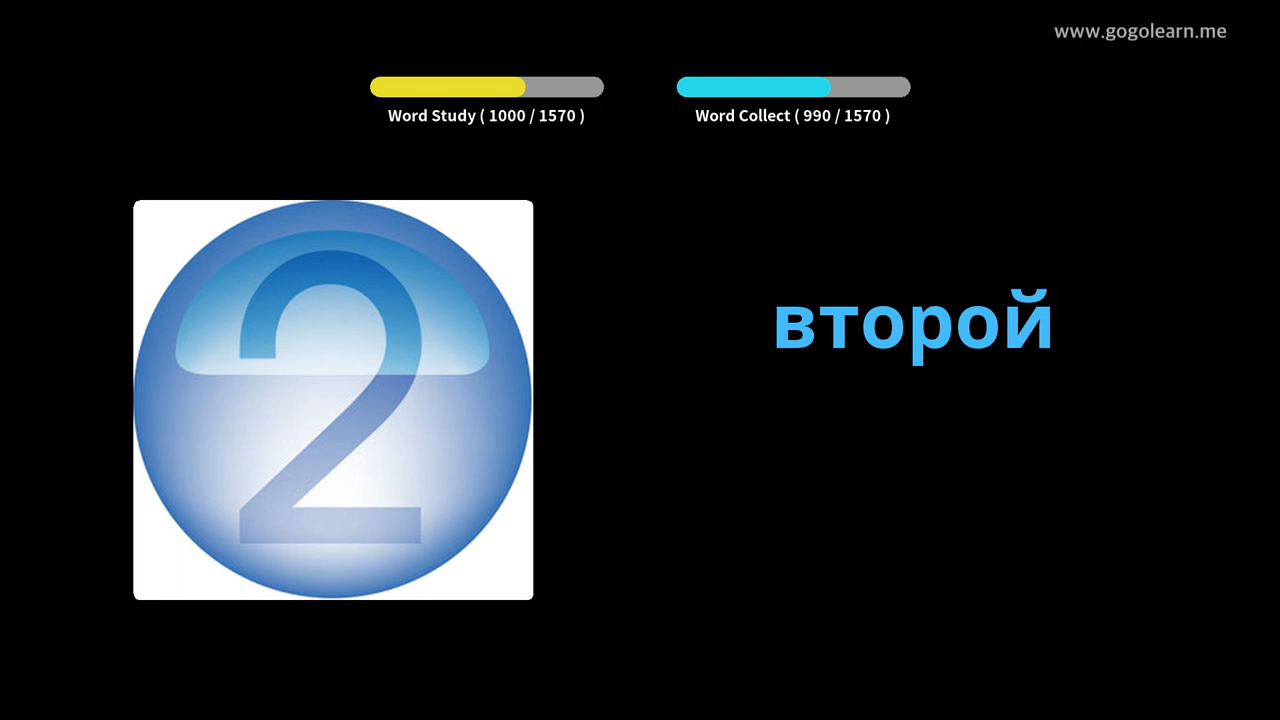 www.gogolearn.me
Word Study ( 1000 / 1570 )
Word Collect ( 990 / 1570 )
2
второй